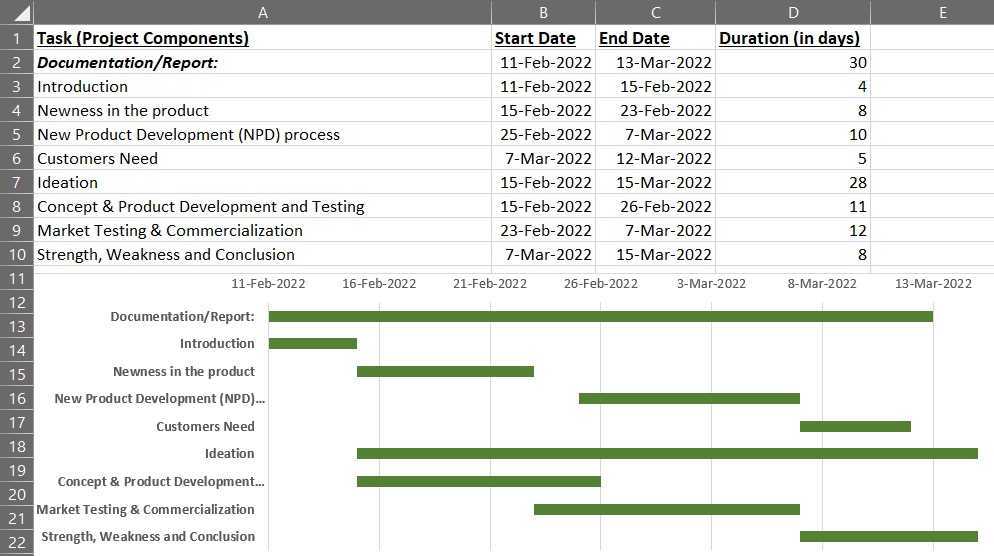 A B C D E
1 Task (Project Components) Start Date End Date Duration (in days)
2 Documentation/Report: 11-Feb-2022 13-Mar-2022 30
3 Introduction 11-Feb-2022 15-Feb-2022 4
4 Newness in the product 15-Feb-2022 23-Feb-2022 8
5 New Product Development (NPD) process 25-Feb-2022 7-Mar-2022 10
6 Customers Need 7-Mar-2022 12-Mar-2022 5
7 Ideation 15-Feb-2022 15-Mar-2022 28
8 Concept & Product Development and Testing 15-Feb-2022 26-Feb-2022 11
9 Market Testing & Commercialization 23-Feb-2022 7-Mar-2022 12
10 Strength, Weakness and Conclusion 7-Mar-2022 15-Mar-2022 8
11 11-Feb-2022 16-Feb-2022 21-Feb-2022 26-Feb-2022 3-Mar-2022 8-Mar-2022 13-Mar-2022
12
13 Documentation/Report:
14 Introduction
15 Newness in the product
16 New Product Development (NPD)...
17 Customers Need
18 Ideation
19
20 Concept & Product Development...
21 Market Testing & Commercialization
22 Strength, Weakness and Conclusion